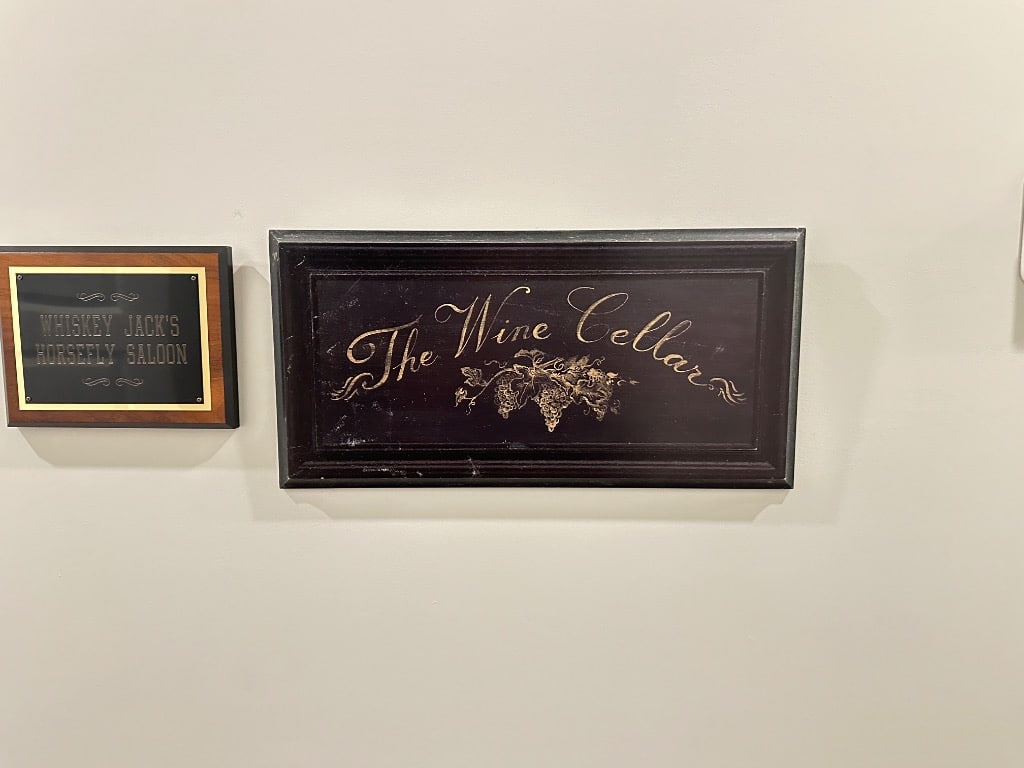 WHISKEY JACK'S
HORSEFLY SALOON
The Wine Cellar